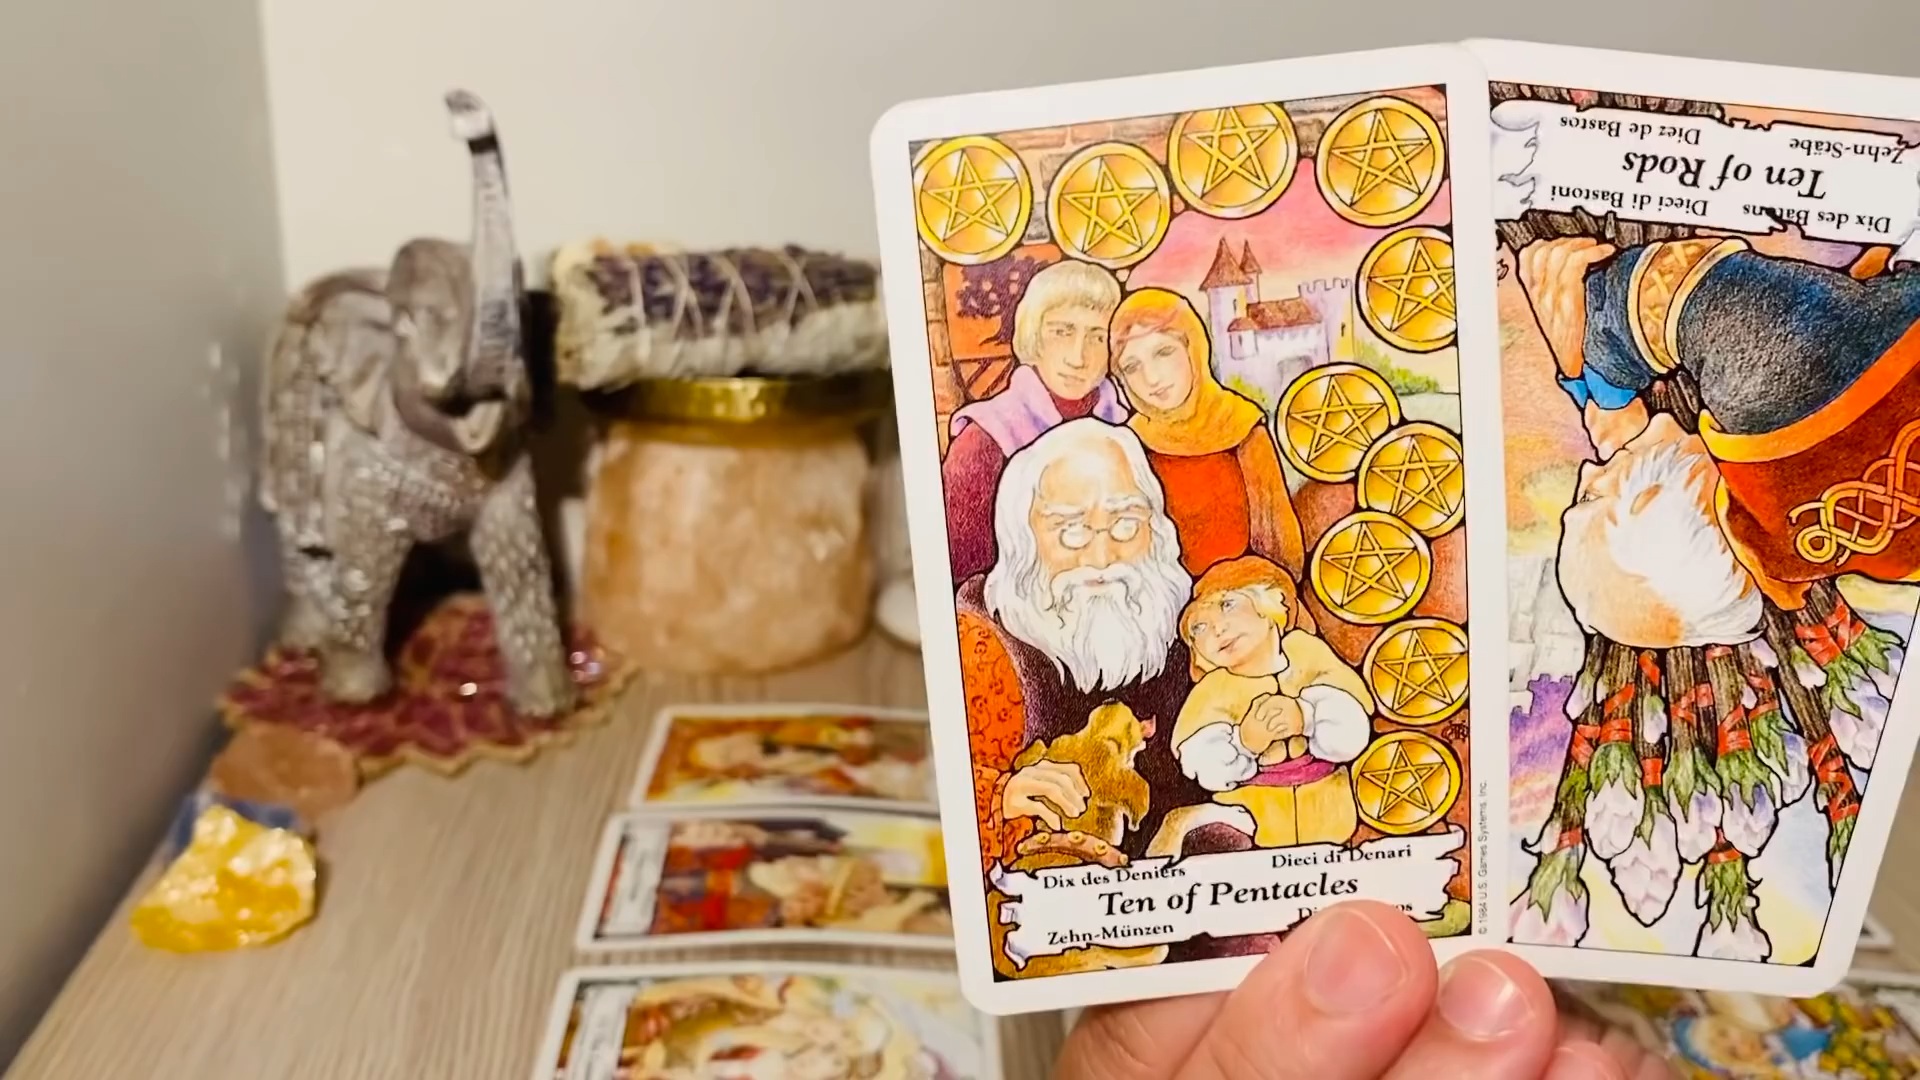 Dix des Deniers
Dieci di Denari
Ten of Pentacles
Zehn-Münzen
© 1984 U.S. Games Systems, Inc.
Dix des Batons
Dieci di Bastoni
Ten of Rods
Zehn-Stäbe
Diez de Bastos